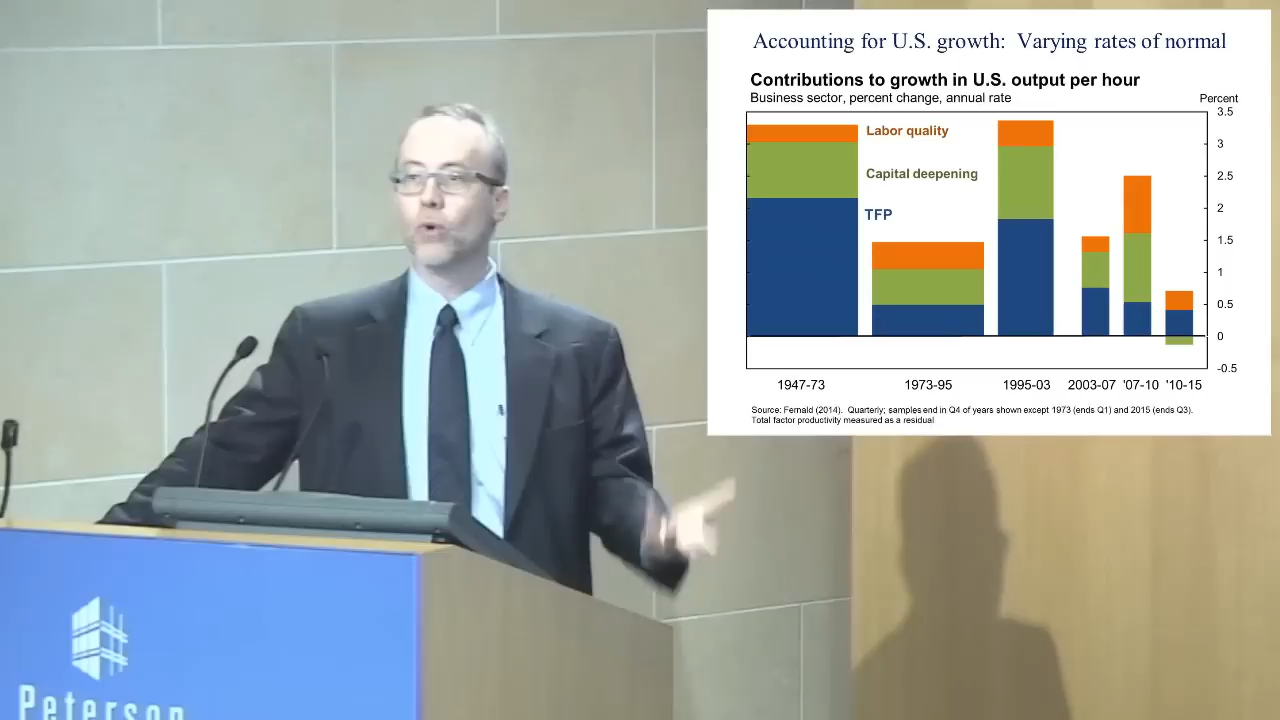 Accounting for U.S. growth: Varying rates of normal
Contributions to growth in U.S. output per hour
Business sector, percent change, annual rate
Percent
3.5
3
2.5
2
1.5
1
0.5
0
-0.5
Labor quality
Capital deepening
TFP
1947-73 1973-95 1995-03 2003-07 '07-10 '10-15
Source: Fernald (2014). Quarterly; samples end in Q4 of years shown except 1973 (ends Q1) and 2015 (ends Q3).
Total factor productivity measured as a residual
Peterson